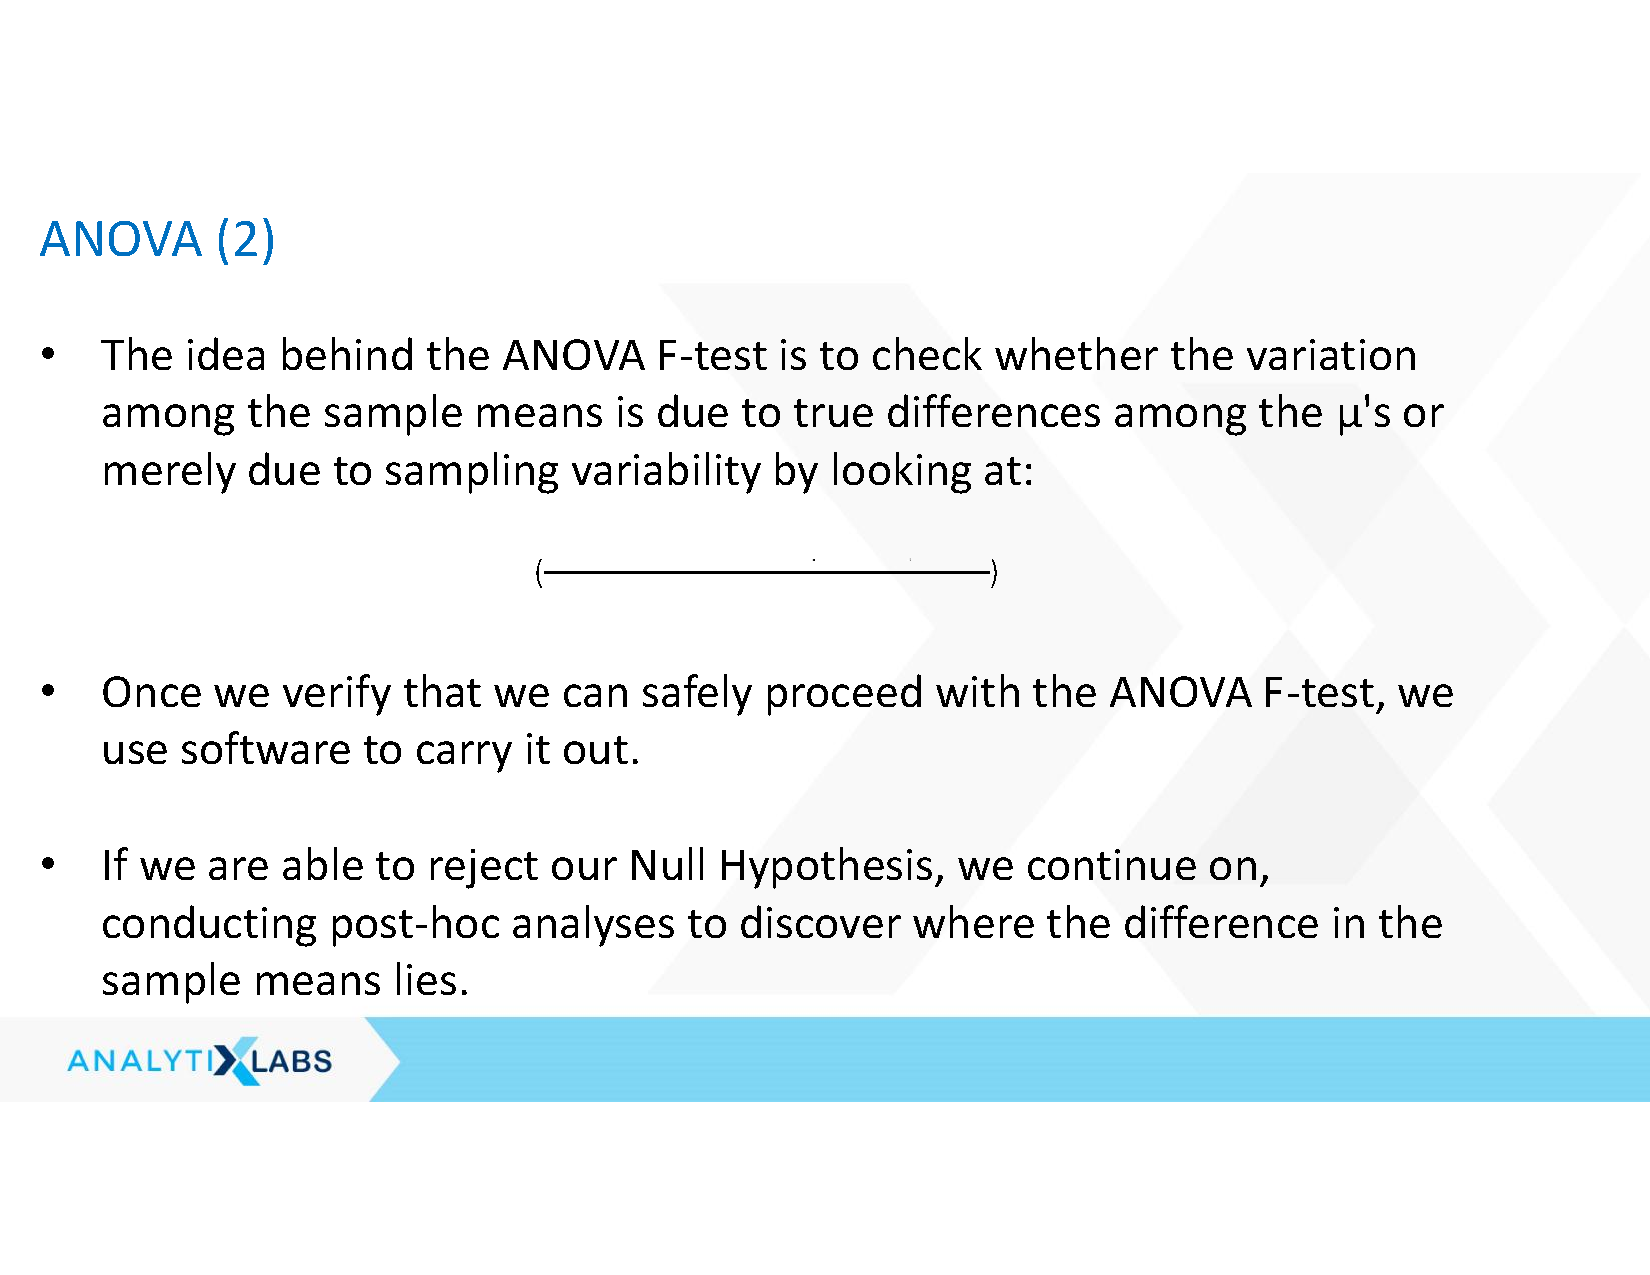 ANOVA (2)
• The idea behind the ANOVA F-test is to check whether the variation
among the sample means is due to true differences among the µ's or
merely due to sampling variability by looking at:
( )
• Once we verify that we can safely proceed with the ANOVA F-test, we
use software to carry it out.
• If we are able to reject our Null Hypothesis, we continue on,
conducting post-hoc analyses to discover where the difference in the
sample means lies.
ANALYTIXLABS